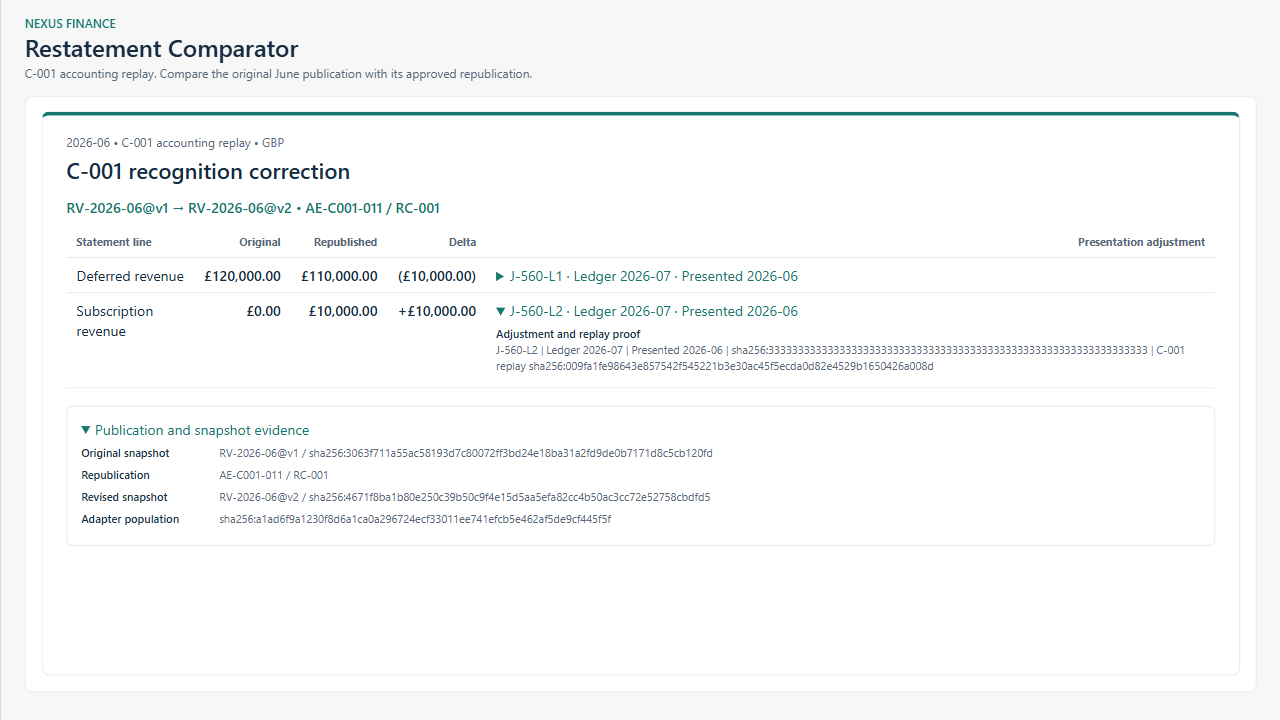 NEXUS FINANCE
Restatement Comparator
C-001 accounting replay. Compare the original June publication with its approved republication.
2026-06 • C-001 accounting replay • GBP
C-001 recognition correction
RV-2026-06@v1 → RV-2026-06@v2 • AE-C001-011 / RC-001
Statement line Original Republished Delta Presentation adjustment
Deferred revenue £120,000.00 £110,000.00 (£10,000.00) ▶ J-560-L1 · Ledger 2026-07 · Presented 2026-06
Subscription revenue £0.00 £10,000.00 +£10,000.00 ▼ J-560-L2 · Ledger 2026-07 · Presented 2026-06
Adjustment and replay proof
J-560-L2 | Ledger 2026-07 | Presented 2026-06 | sha256:3333333333333333333333333333333333333333333333333333333333333333 | C-001
replay sha256:009fa1fe98643e857542f545221b3e30ac45f5ecda0d82e4529b1650426a008d
▼ Publication and snapshot evidence
Original snapshot RV-2026-06@v1 / sha256:3063f711a55ac58193d7c80072ff3bd24e18ba31a2fd9de0b7171d8c5cb120fd
Republication AE-C001-011 / RC-001
Revised snapshot RV-2026-06@v2 / sha256:4671f8ba1b80e250c39b50c9f4e15d5aa5efa82cc4b50ac3cc72e52758cbdfd5
Adapter population sha256:a1ad6f9a1230f8d6a1ca0a296724ecf33011ee741efcb5e462af5de9cf445f5f